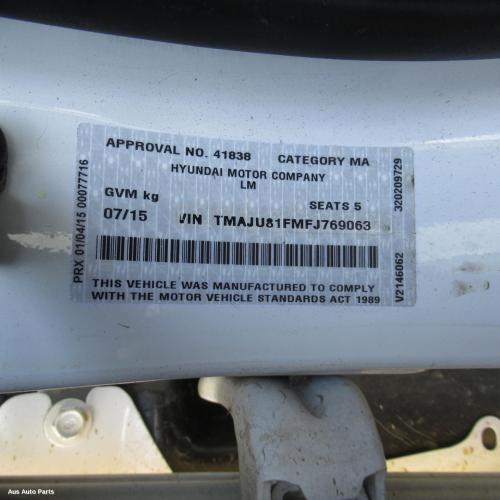 APPROVAL NO. 41838 CATEGORY MA
HYUNDAI MOTOR COMPANY
LM
GVM kg SEATS 5
07/15 VIN TMAJU81FMFJ769063
THIS VEHICLE WAS MANUFACTURED TO COMPLY
WITH THE MOTOR VEHICLE STANDARDS ACT 1989
PRX 01/04/15 00077716
320209729
V2146062
Aus Auto Parts